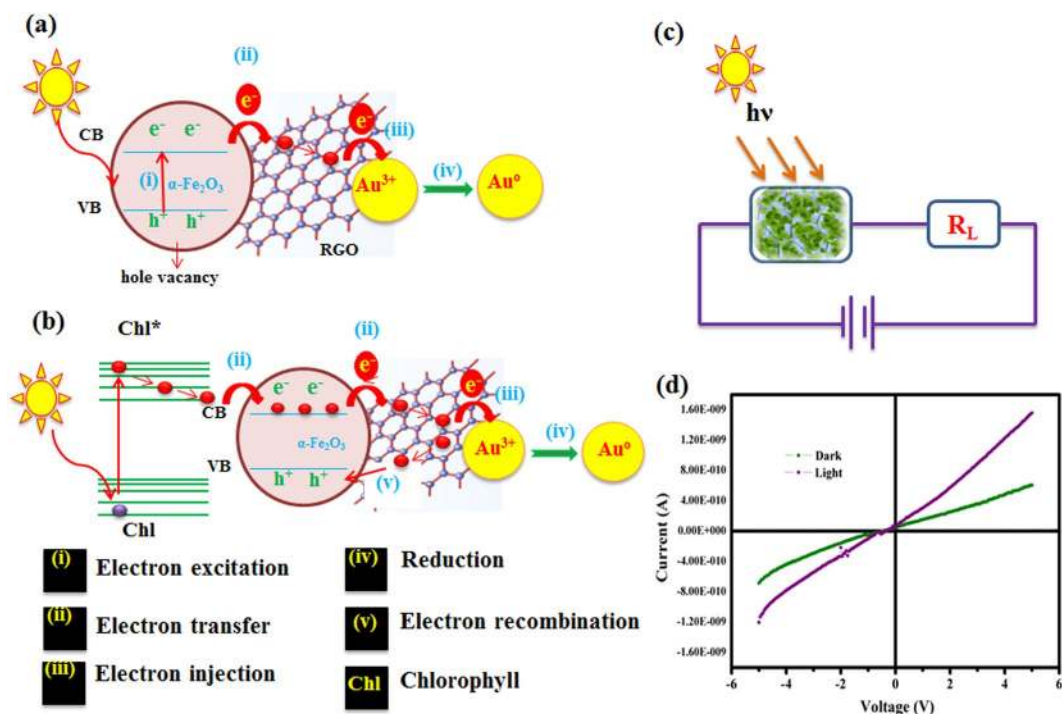 (a)
(ii)
e⁻
CB
e⁻ e⁻
e⁻
(iii)
(i)
α-Fe₂O₃
Au³⁺
(iv)
Au°
VB
h⁺ h⁺
RGO
hole vacancy
(b)
Chl*
(ii)
(ii)
e⁻
e⁻
(iii)
CB
e⁻ e⁻
α-Fe₂O₃
Au³⁺
(iv)
Au°
VB
h⁺ h⁺
(v)
Chl
(i) Electron excitation
(ii) Electron transfer
(iii) Electron injection
(iv) Reduction
(v) Electron recombination
Chl Chlorophyll
(c)
hν
R_L
(d)
1.60E-009
1.20E-009
8.00E-010
4.00E-010
0.00E+000
-4.00E-010
-8.00E-010
-1.20E-009
-1.60E-009
Current (A)
Dark
Light
-6 -4 -2 0 2 4 6
Voltage (V)